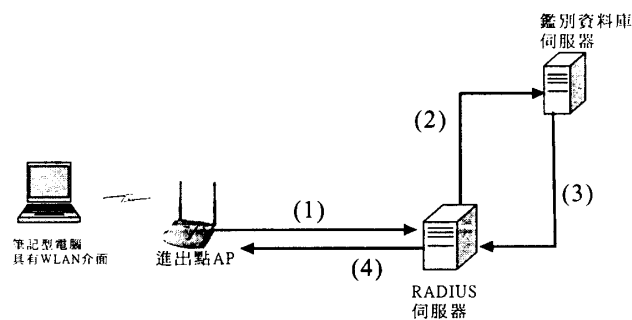 鑑別資料庫
伺服器
(2)
(3)
(1)
(4)
筆記型電腦
具有WLAN介面
進出點AP
RADIUS
伺服器